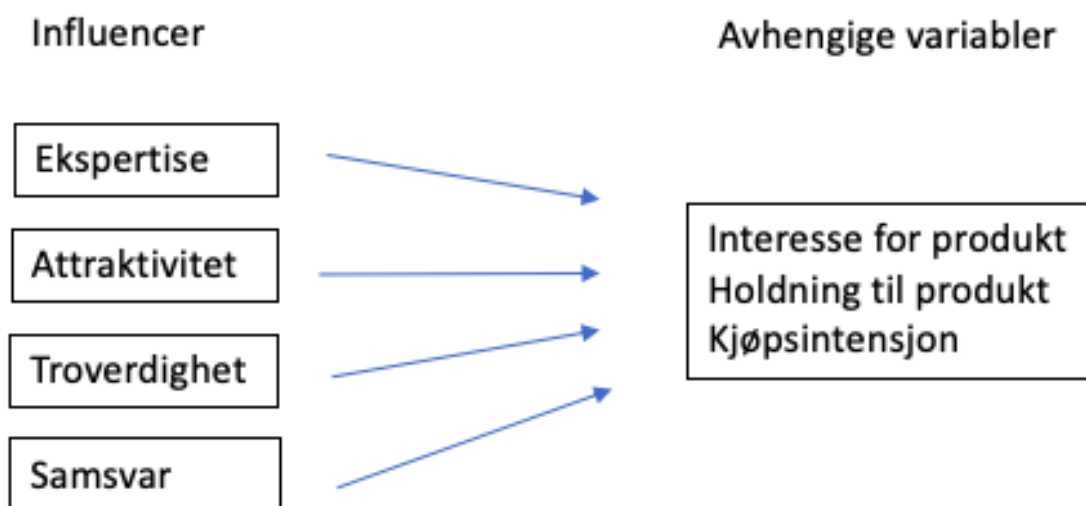 Influencer
Avhengige variabler
Ekspertise
Attraktivitet
Troverdighet
Samsvar
Interesse for produkt
Holdning til produkt
Kjøpsintensjon